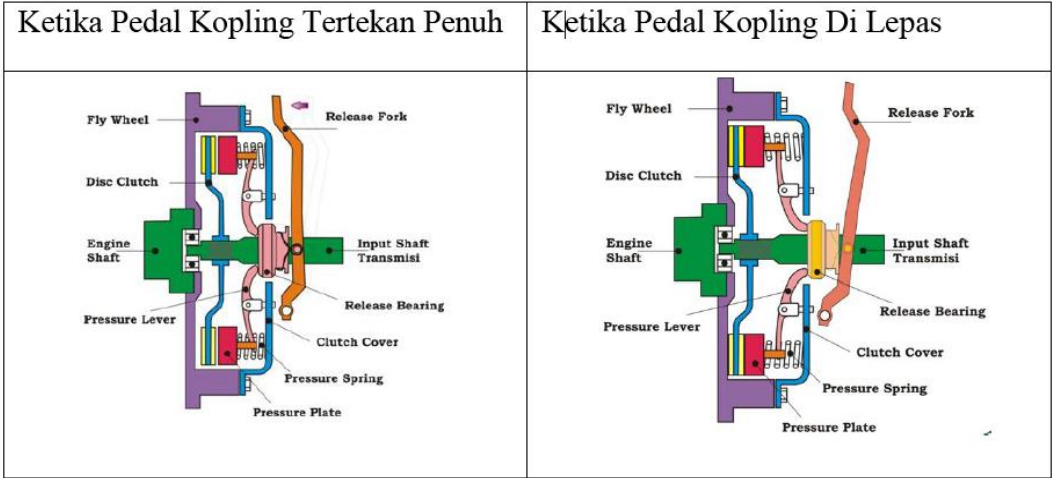 Ketika Pedal Kopling Tertekan Penuh
Ketika Pedal Kopling Di Lepas
Fly Wheel
Release Fork
Disc Clutch
Engine
Shaft
Input Shaft
Transmisi
Release Bearing
Pressure Lever
Clutch Cover
Pressure Spring
Pressure Plate
Fly Wheel
Release Fork
Disc Clutch
Engine
Shaft
Input Shaft
Transmisi
Release Bearing
Pressure Lever
Clutch Cover
Pressure Spring
Pressure Plate